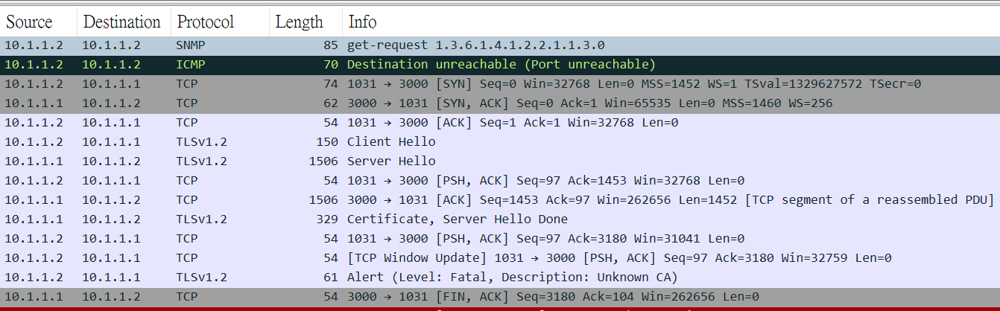 Source Destination Protocol Length Info
10.1.1.2 10.1.1.2 SNMP 85 get-request 1.3.6.1.4.1.2.2.1.1.3.0
10.1.1.2 10.1.1.2 ICMP 70 Destination unreachable (Port unreachable)
10.1.1.2 10.1.1.1 TCP 74 1031 → 3000 [SYN] Seq=0 Win=32768 Len=0 MSS=1452 WS=1 TSval=1329627572 TSecr=0
10.1.1.1 10.1.1.2 TCP 62 3000 → 1031 [SYN, ACK] Seq=0 Ack=1 Win=65535 Len=0 MSS=1460 WS=256
10.1.1.2 10.1.1.1 TCP 54 1031 → 3000 [ACK] Seq=1 Ack=1 Win=32768 Len=0
10.1.1.2 10.1.1.1 TLSv1.2 150 Client Hello
10.1.1.1 10.1.1.2 TLSv1.2 1506 Server Hello
10.1.1.2 10.1.1.1 TCP 54 1031 → 3000 [PSH, ACK] Seq=97 Ack=1453 Win=32768 Len=0
10.1.1.1 10.1.1.2 TCP 1506 3000 → 1031 [ACK] Seq=1453 Ack=97 Win=262656 Len=1452 [TCP segment of a reassembled PDU]
10.1.1.1 10.1.1.2 TLSv1.2 329 Certificate, Server Hello Done
10.1.1.2 10.1.1.1 TCP 54 1031 → 3000 [PSH, ACK] Seq=97 Ack=3180 Win=31041 Len=0
10.1.1.2 10.1.1.1 TCP 54 [TCP Window Update] 1031 → 3000 [PSH, ACK] Seq=97 Ack=3180 Win=32759 Len=0
10.1.1.2 10.1.1.1 TLSv1.2 61 Alert (Level: Fatal, Description: Unknown CA)
10.1.1.1 10.1.1.2 TCP 54 3000 → 1031 [FIN, ACK] Seq=3180 Ack=104 Win=262656 Len=0